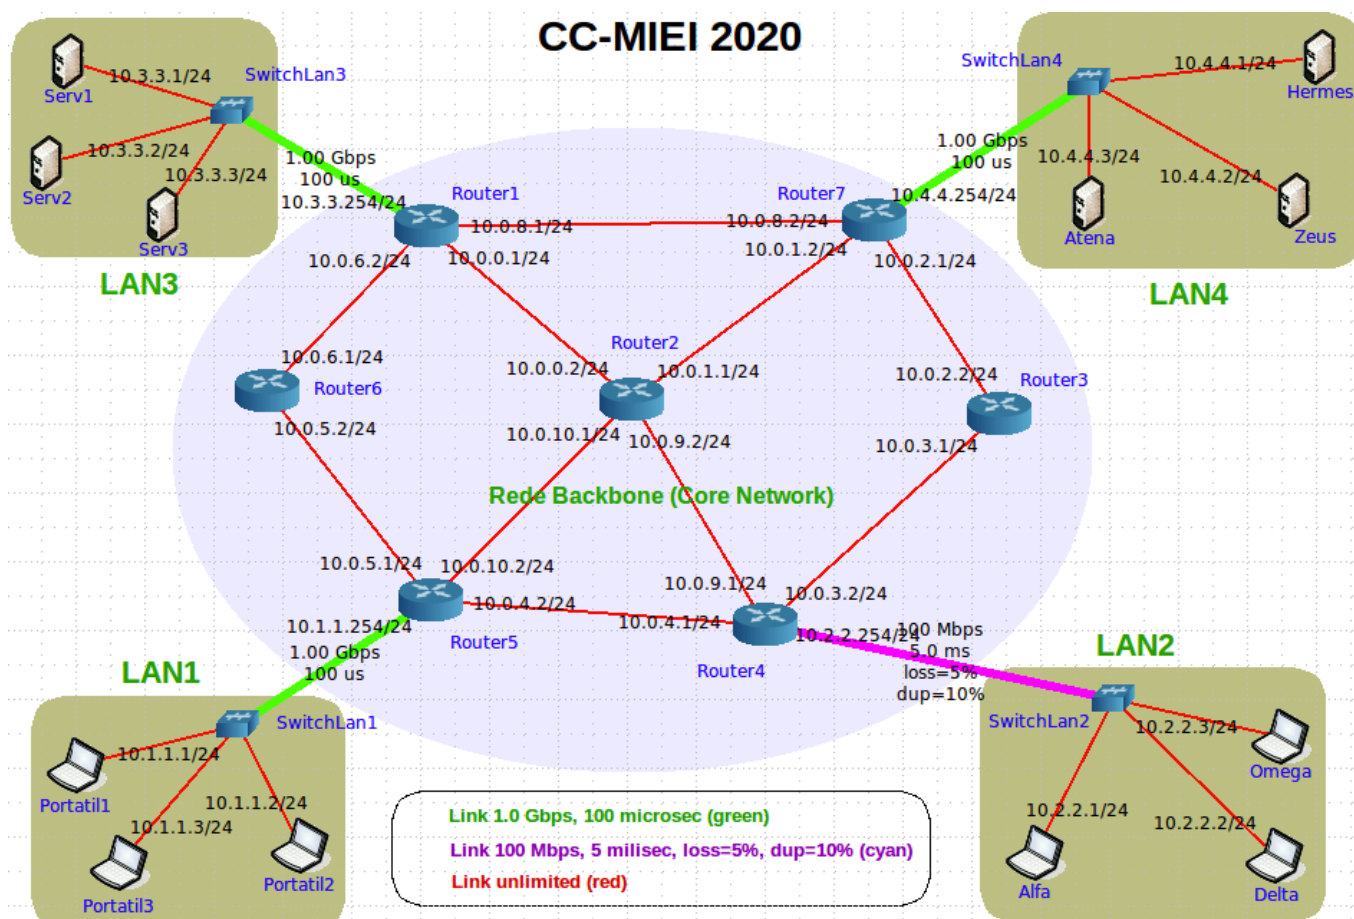 CC-MIEI 2020
10.3.3.1/24
SwitchLan3
Serv1
10.3.3.2/24
Serv2
10.3.3.3/24
Serv3
LAN3
1.00 Gbps
100 us
10.3.3.254/24
SwitchLan4
10.4.4.1/24
Hermes
1.00 Gbps
100 us
10.4.4.3/24
10.4.4.2/24
10.4.4.254/24
Atena
Zeus
LAN4
Router1
Router7
10.0.8.1/24
10.0.8.2/24
10.0.6.2/24
10.0.0.1/24
10.0.1.2/24
10.0.2.1/24
Router2
10.0.6.1/24
Router6
10.0.0.2/24
10.0.1.1/24
Router3
10.0.2.2/24
10.0.5.2/24
10.0.10.1/24
10.0.9.2/24
10.0.3.1/24
Rede Backbone (Core Network)
10.0.5.1/24
10.0.10.2/24
10.0.9.1/24
10.0.3.2/24
10.0.4.2/24
10.0.4.1/24
10.1.1.254/24
Router5
Router4
10.2.2.254/24
100 Mbps
5.0 ms
loss=5%
dup=10%
1.00 Gbps
100 us
LAN1
SwitchLan1
10.1.1.1/24
Portatil1
10.1.1.2/24
10.1.1.3/24
Portatil2
Portatil3
LAN2
SwitchLan2
10.2.2.3/24
Omega
10.2.2.1/24
10.2.2.2/24
Alfa
Delta
Link 1.0 Gbps, 100 microsec (green)
Link 100 Mbps, 5 milisec, loss=5%, dup=10% (cyan)
Link unlimited (red)